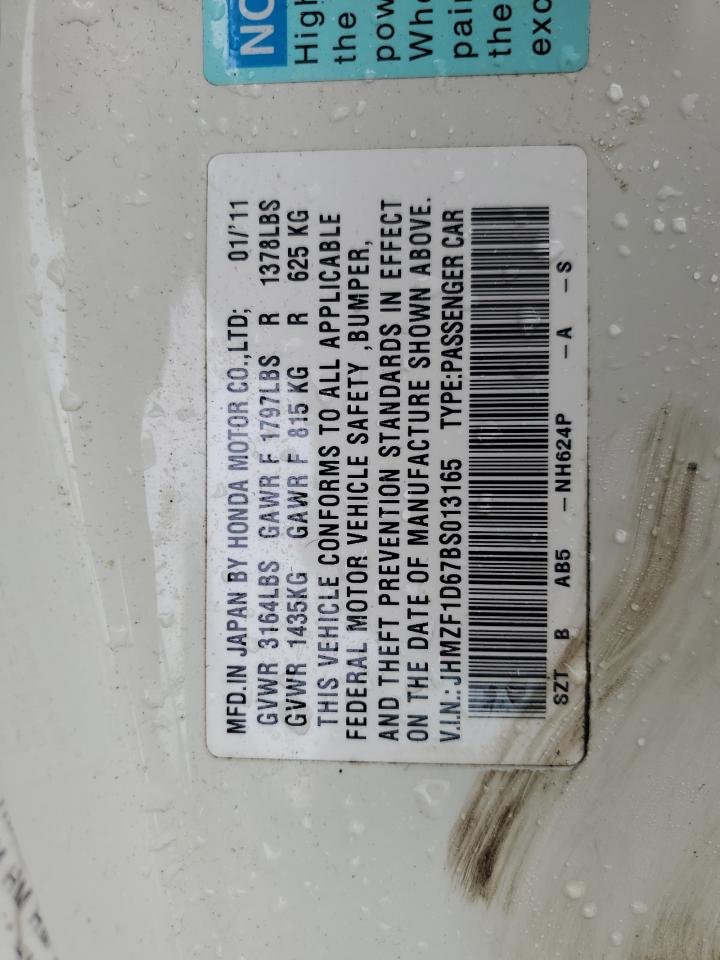 NO
High
the
pow
Whe
pai
the
exc
MFD.IN JAPAN BY HONDA MOTOR CO.,LTD; 01/'11
GVWR 3164LBS GAWR F 1797LBS R 1378LBS
GVWR 1435KG GAWR F 815 KG R 625 KG
THIS VEHICLE CONFORMS TO ALL APPLICABLE
FEDERAL MOTOR VEHICLE SAFETY ,BUMPER,
AND THEFT PREVENTION STANDARDS IN EFFECT
ON THE DATE OF MANUFACTURE SHOWN ABOVE.
V.I.N.: JHMZF1D67BS013165 TYPE:PASSENGER CAR
SZT B AB5 - NH624P - A - S